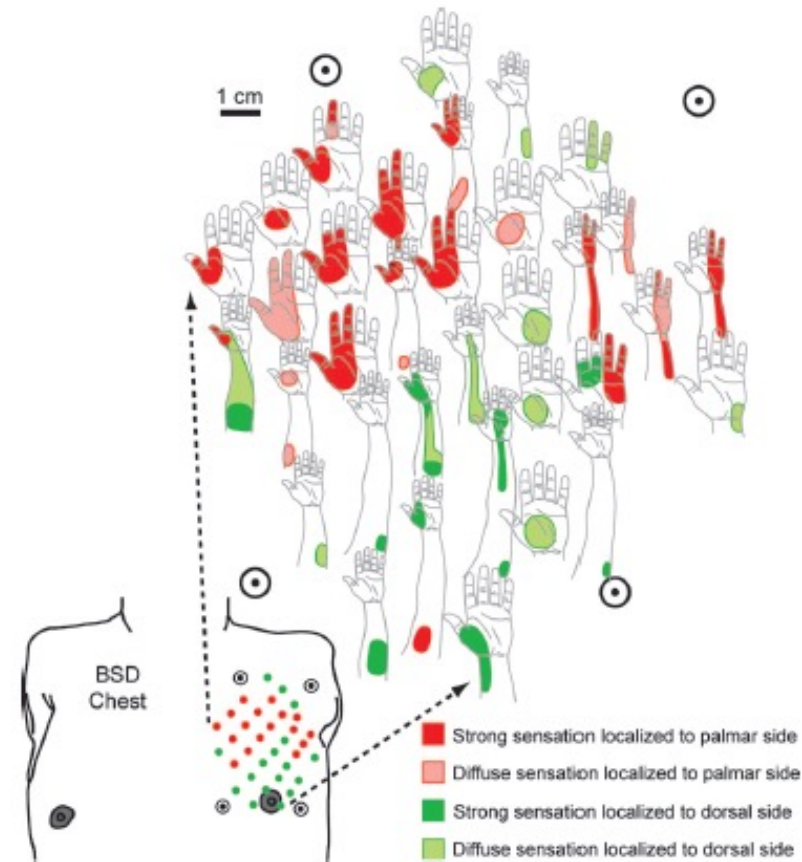 1 cm
BSD
Chest
Strong sensation localized to palmar side
Diffuse sensation localized to palmar side
Strong sensation localized to dorsal side
Diffuse sensation localized to dorsal side